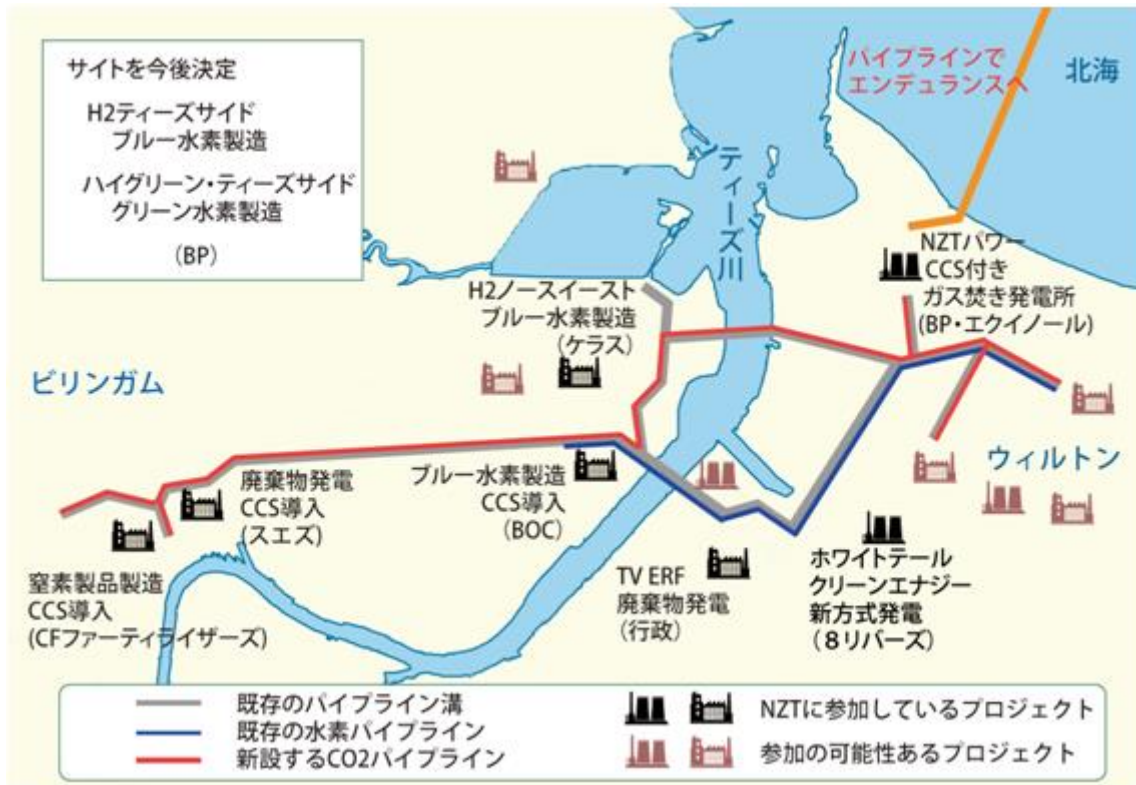 サイトを今後決定
H2ティーズサイド
ブルー水素製造
ハイグリーン・ティーズサイド
グリーン水素製造
(BP)
パイプラインで
エンデュランスへ
北海
ティーズ川
NZTパワー
CCS付き
ガス焚き発電所
(BP・エクイノール)
H2ノースイースト
ブルー水素製造
(ケラス)
ビリンガム
ウィルトン
廃棄物発電
CCS導入
(スエズ)
ブルー水素製造
CCS導入
(BOC)
窒素製品製造
CCS導入
(CFファーティライザーズ)
TV ERF
廃棄物発電
(行政)
ホワイトテール
クリーンエナジー
新方式発電
(８リバーズ)
既存のパイプライン溝
既存の水素パイプライン
新設するCO2パイプライン
NZTに参加しているプロジェクト
参加の可能性あるプロジェクト